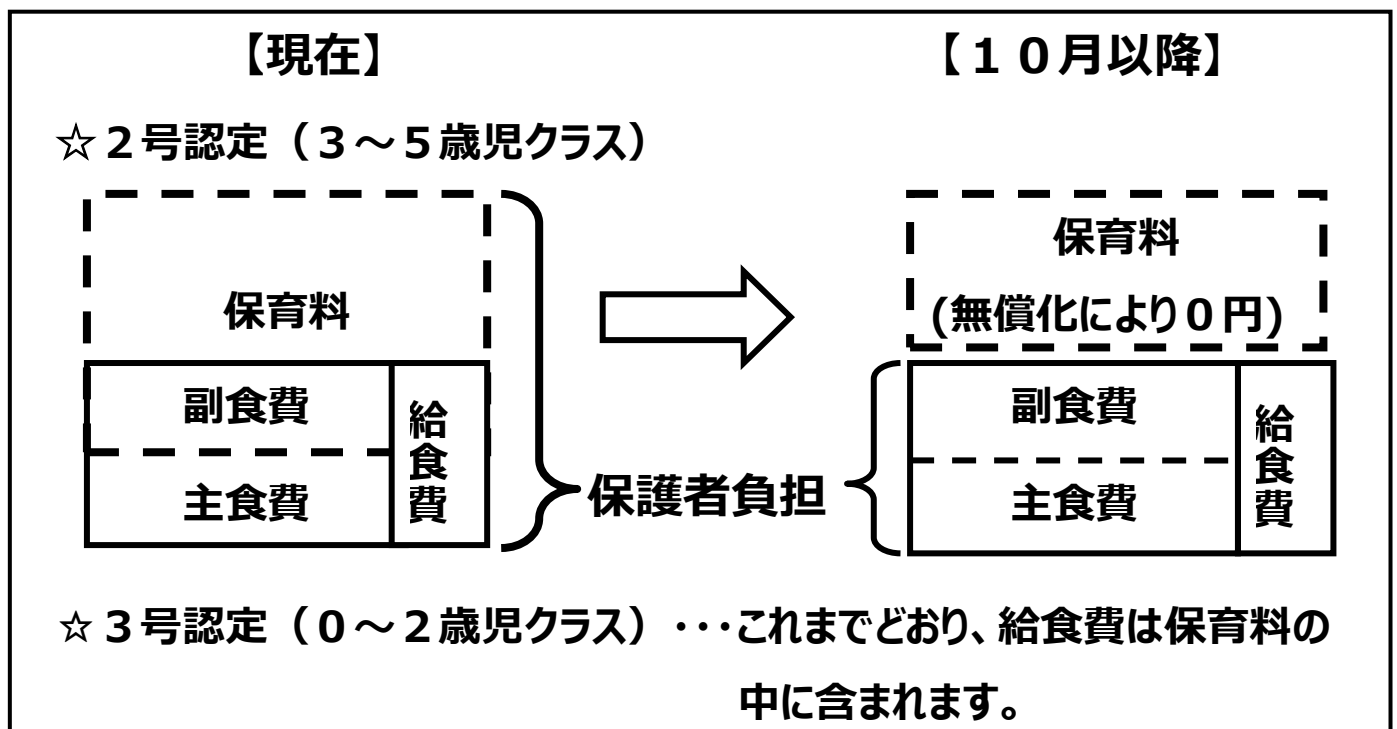 【現在】
【１０月以降】
☆２号認定（３～５歳児クラス）
保育料
副食費
主食費
給食費
保護者負担
保育料
(無償化により０円)
副食費
主食費
給食費
☆３号認定（０～２歳児クラス）・・・これまでどおり、給食費は保育料の
中に含まれます。